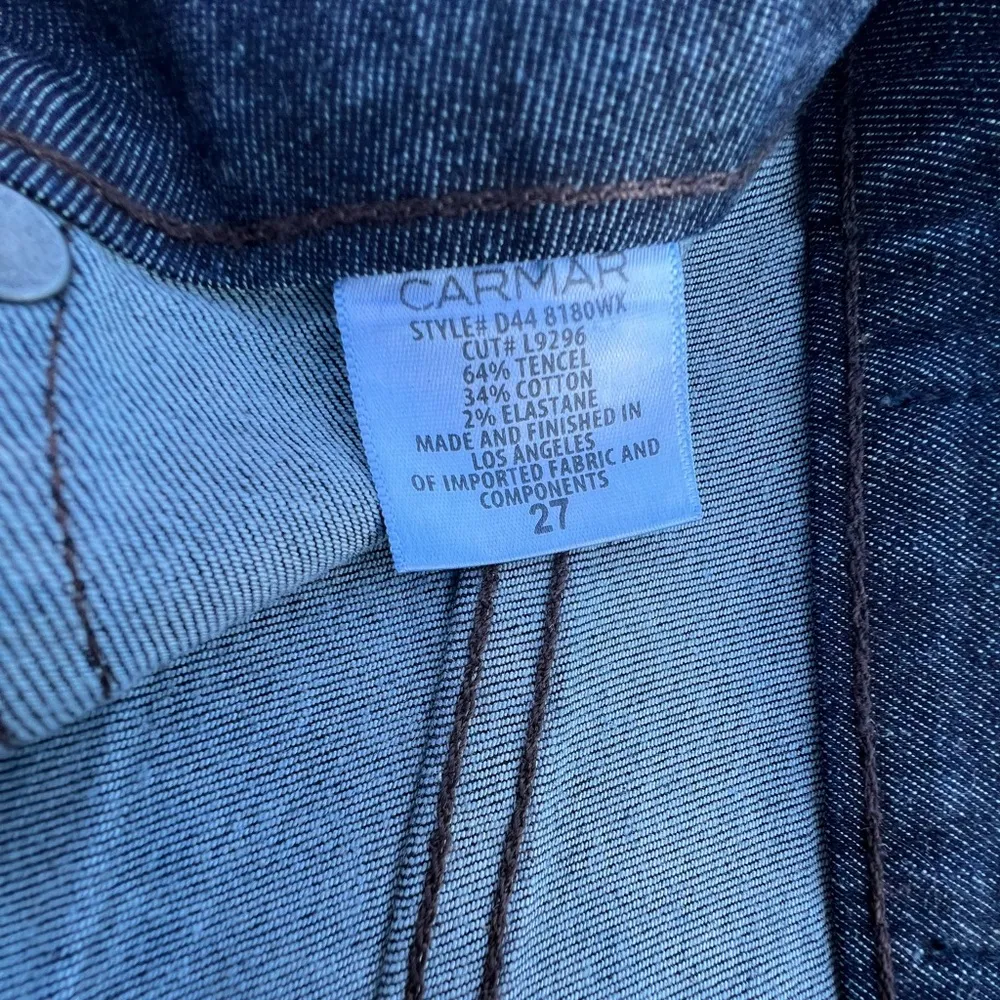 CARMAR
STYLE# D44 8180WX
CUT# L9296
64% TENCEL
34% COTTON
2% ELASTANE
MADE AND FINISHED IN
LOS ANGELES
OF IMPORTED FABRIC AND
COMPONENTS
27